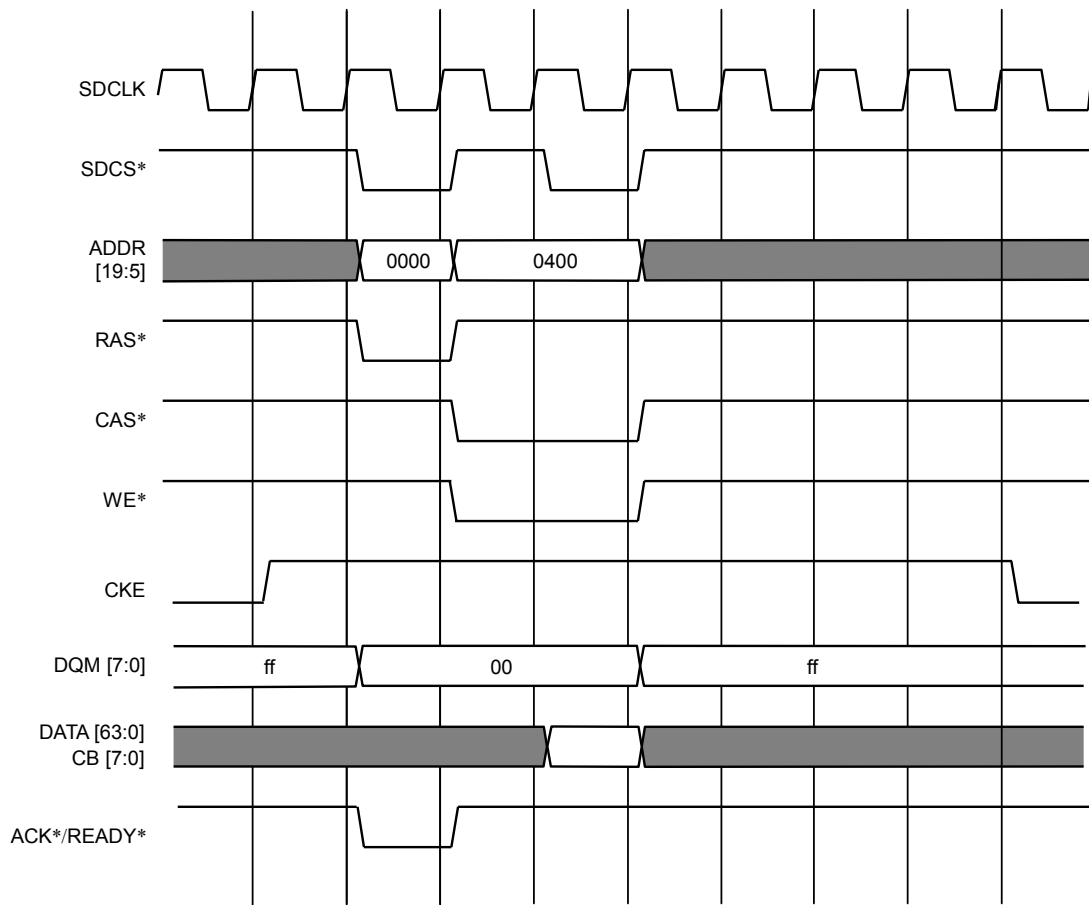 SDCLK
SDCS*
ADDR
[19:5]
0000 0400
RAS*
CAS*
WE*
CKE
DQM [7:0]
ff 00 ff
DATA [63:0]
CB [7:0]
ACK*/READY*